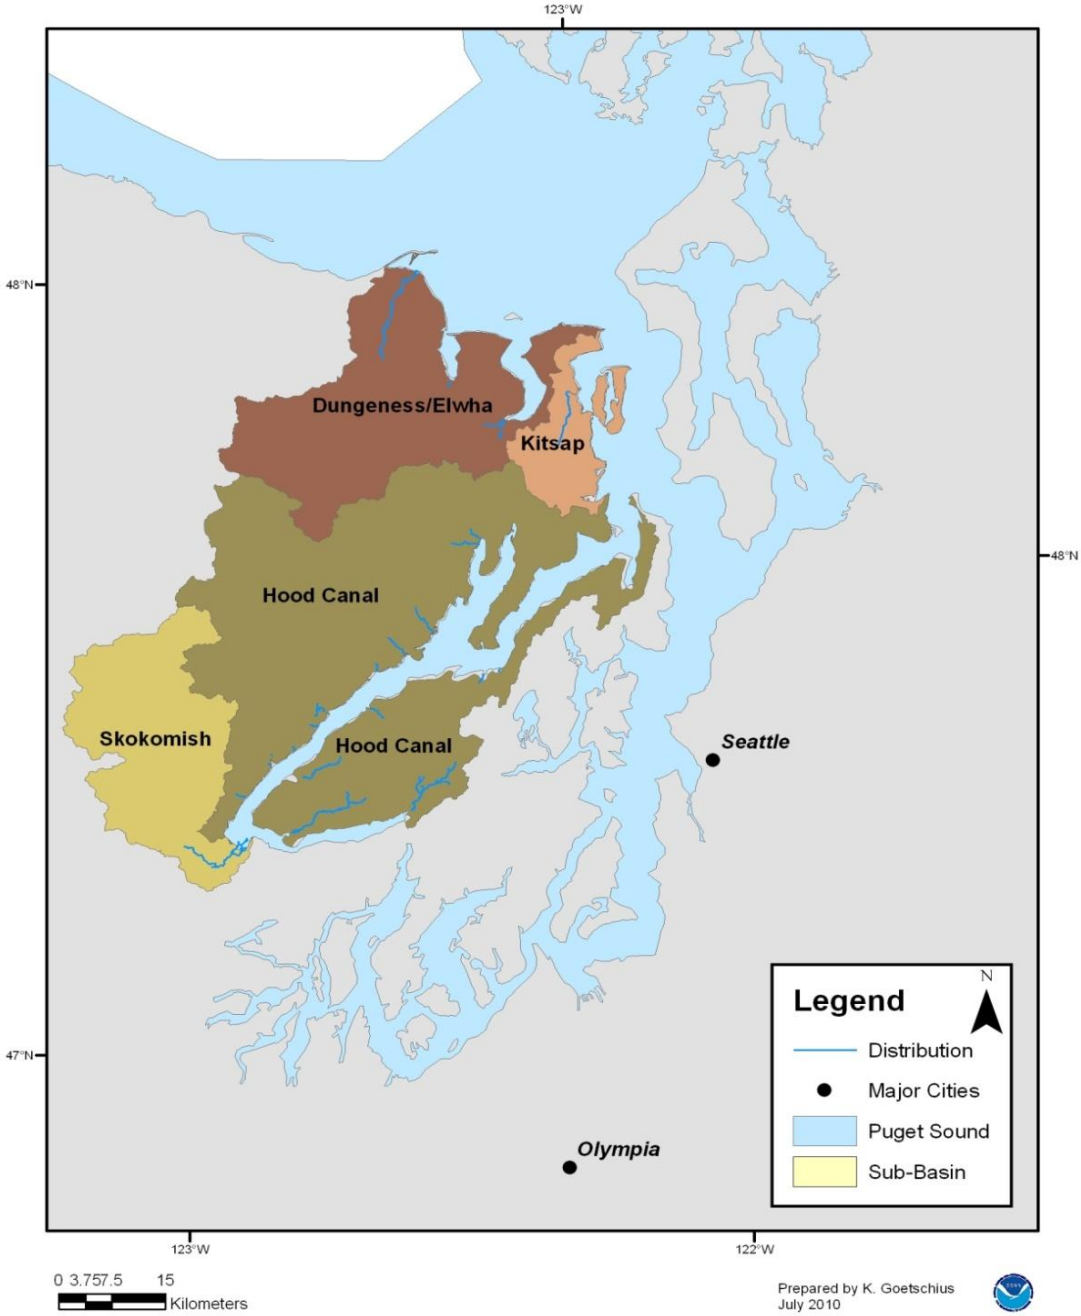 123°W
48°N
Dungeness/Elwha
Kitsap
48°N
Hood Canal
Skokomish
Hood Canal
Seattle
Legend
N
Distribution
Major Cities
Puget Sound
Sub-Basin
47°N
Olympia
123°W
122°W
0 3.757.5 15
Kilometers
Prepared by K. Goetschius
July 2010